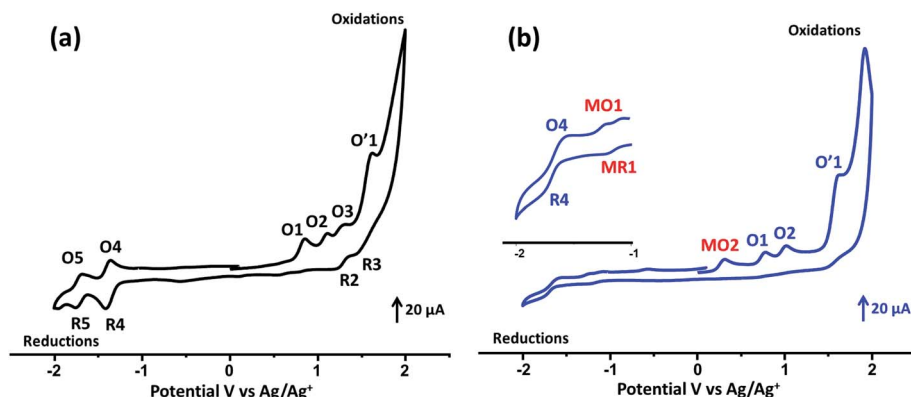 (a)
Oxidations
O'1
O1
O2
O3
O5
O4
R2
R3
R5
R4
20 µA
Reductions
-2
-1
0
1
2
Potential V vs Ag/Ag⁺
(b)
Oxidations
MO1
O4
O'1
MR1
R4
-2
-1
MO2
O1
O2
20 µA
Reductions
-2
-1
0
1
2
Potential V vs Ag/Ag⁺